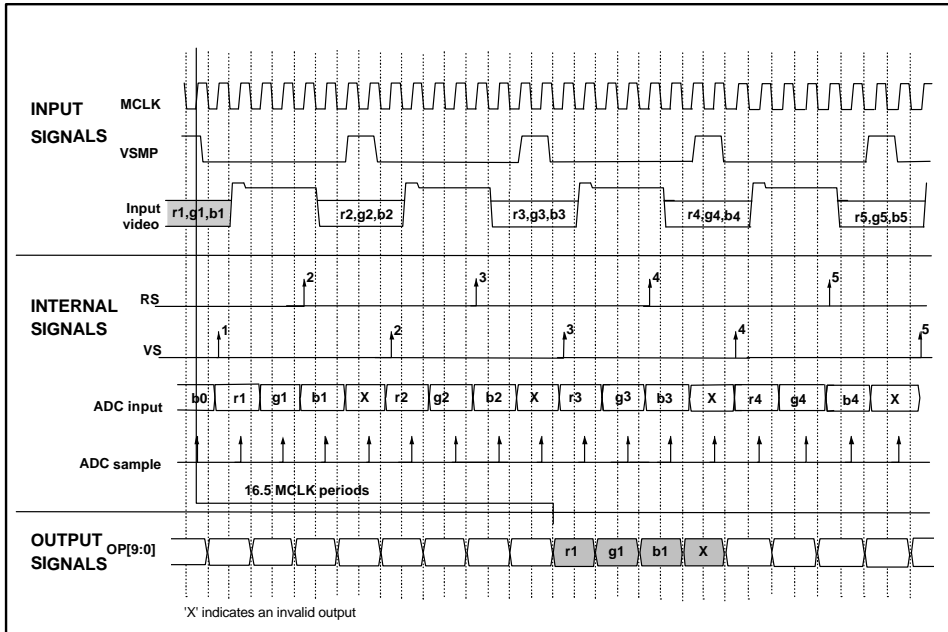 INPUT SIGNALS
MCLK
VSMP
Input video
r1,g1,b1 r2,g2,b2 r3,g3,b3 r4,g4,b4 r5,g5,b5
INTERNAL SIGNALS
RS
2 3 4 5
VS
1 2 3 4 5
ADC input
b0 r1 g1 b1 X r2 g2 b2 X r3 g3 b3 X r4 g4 b4 X
ADC sample
16.5 MCLK periods
OUTPUT SIGNALS
OP[9:0]
r1 g1 b1 X
'X' indicates an invalid output